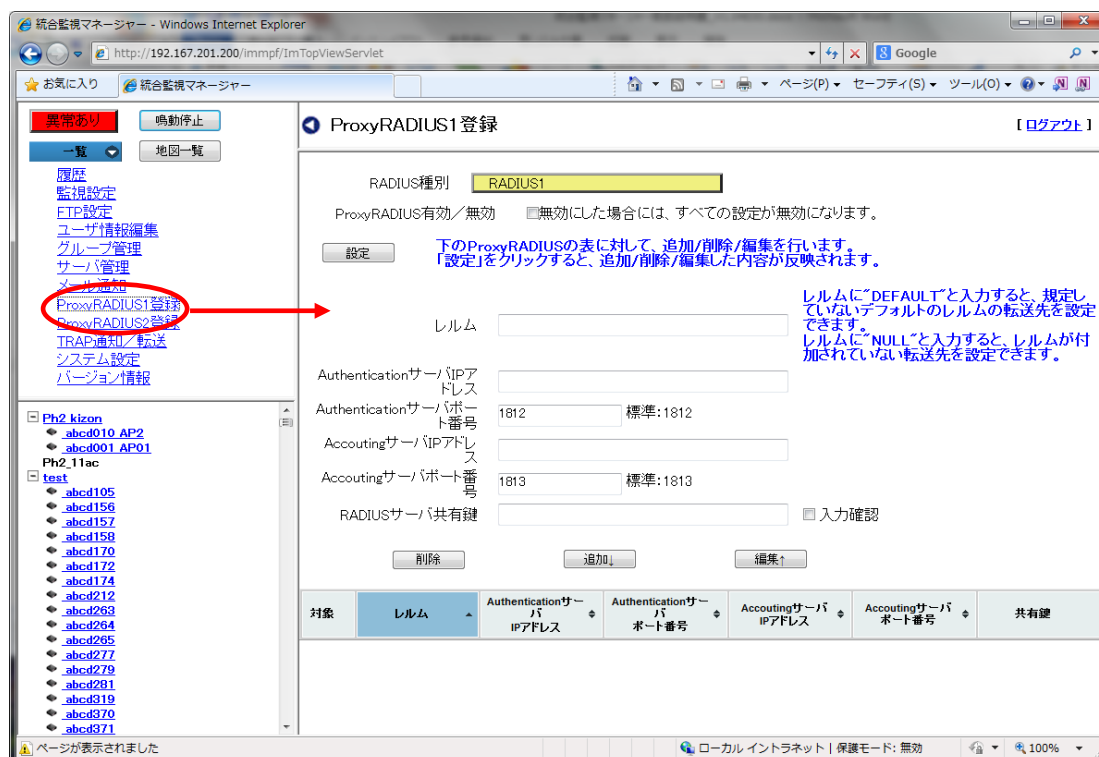 統合監視マネージャー - Windows Internet Explorer
http://192.167.201.200/immpf/ImTopViewServlet
Google
お気に入り
統合監視マネージャー
ページ(P)
セーフティ(S)
ツール(O)
異常あり
鳴動停止
一覧
地図一覧
履歴
監視設定
FTP設定
ユーザ情報編集
グループ管理
サーバ管理
メール通知
ProxyRADIUS1登録
ProxyRADIUS2登録
TRAP通知／転送
システム設定
バージョン情報
Ph2 kizon
abcd010 AP2
abcd001 AP01
Ph2_11ac
test
abcd105
abcd156
abcd157
abcd158
abcd170
abcd172
abcd174
abcd212
abcd263
abcd264
abcd265
abcd277
abcd279
abcd281
abcd319
abcd370
abcd371
ProxyRADIUS1登録
[ログアウト]
RADIUS種別
RADIUS1
ProxyRADIUS有効／無効
無効にした場合には、すべての設定が無効になります。
設定
下のProxyRADIUSの表に対して、追加/削除/編集を行います。
「設定」をクリックすると、追加/削除/編集した内容が反映されます。
レルム
レルムに"DEFAULT"と入力すると、規定し
ていないデフォルトのレルムの転送先を設定
できます。
レルムに"NULL"と入力すると、レルムが付
加されていない転送先を設定できます。
AuthenticationサーバIPア
ドレス
Authenticationサーバポー
ト番号
1812
標準:1812
AccoutingサーバIPアドレ
ス
Accoutingサーバポート番
号
1813
標準:1813
RADIUSサーバ共有鍵
入力確認
削除
追加↓
編集↑
対象
レルム
Authenticationサー
バ
IPアドレス
Authenticationサー
バ
ポート番号
Accoutingサーバ
IPアドレス
Accoutingサーバ
ポート番号
共有鍵
ページが表示されました
ローカル イントラネット | 保護モード: 無効
100%